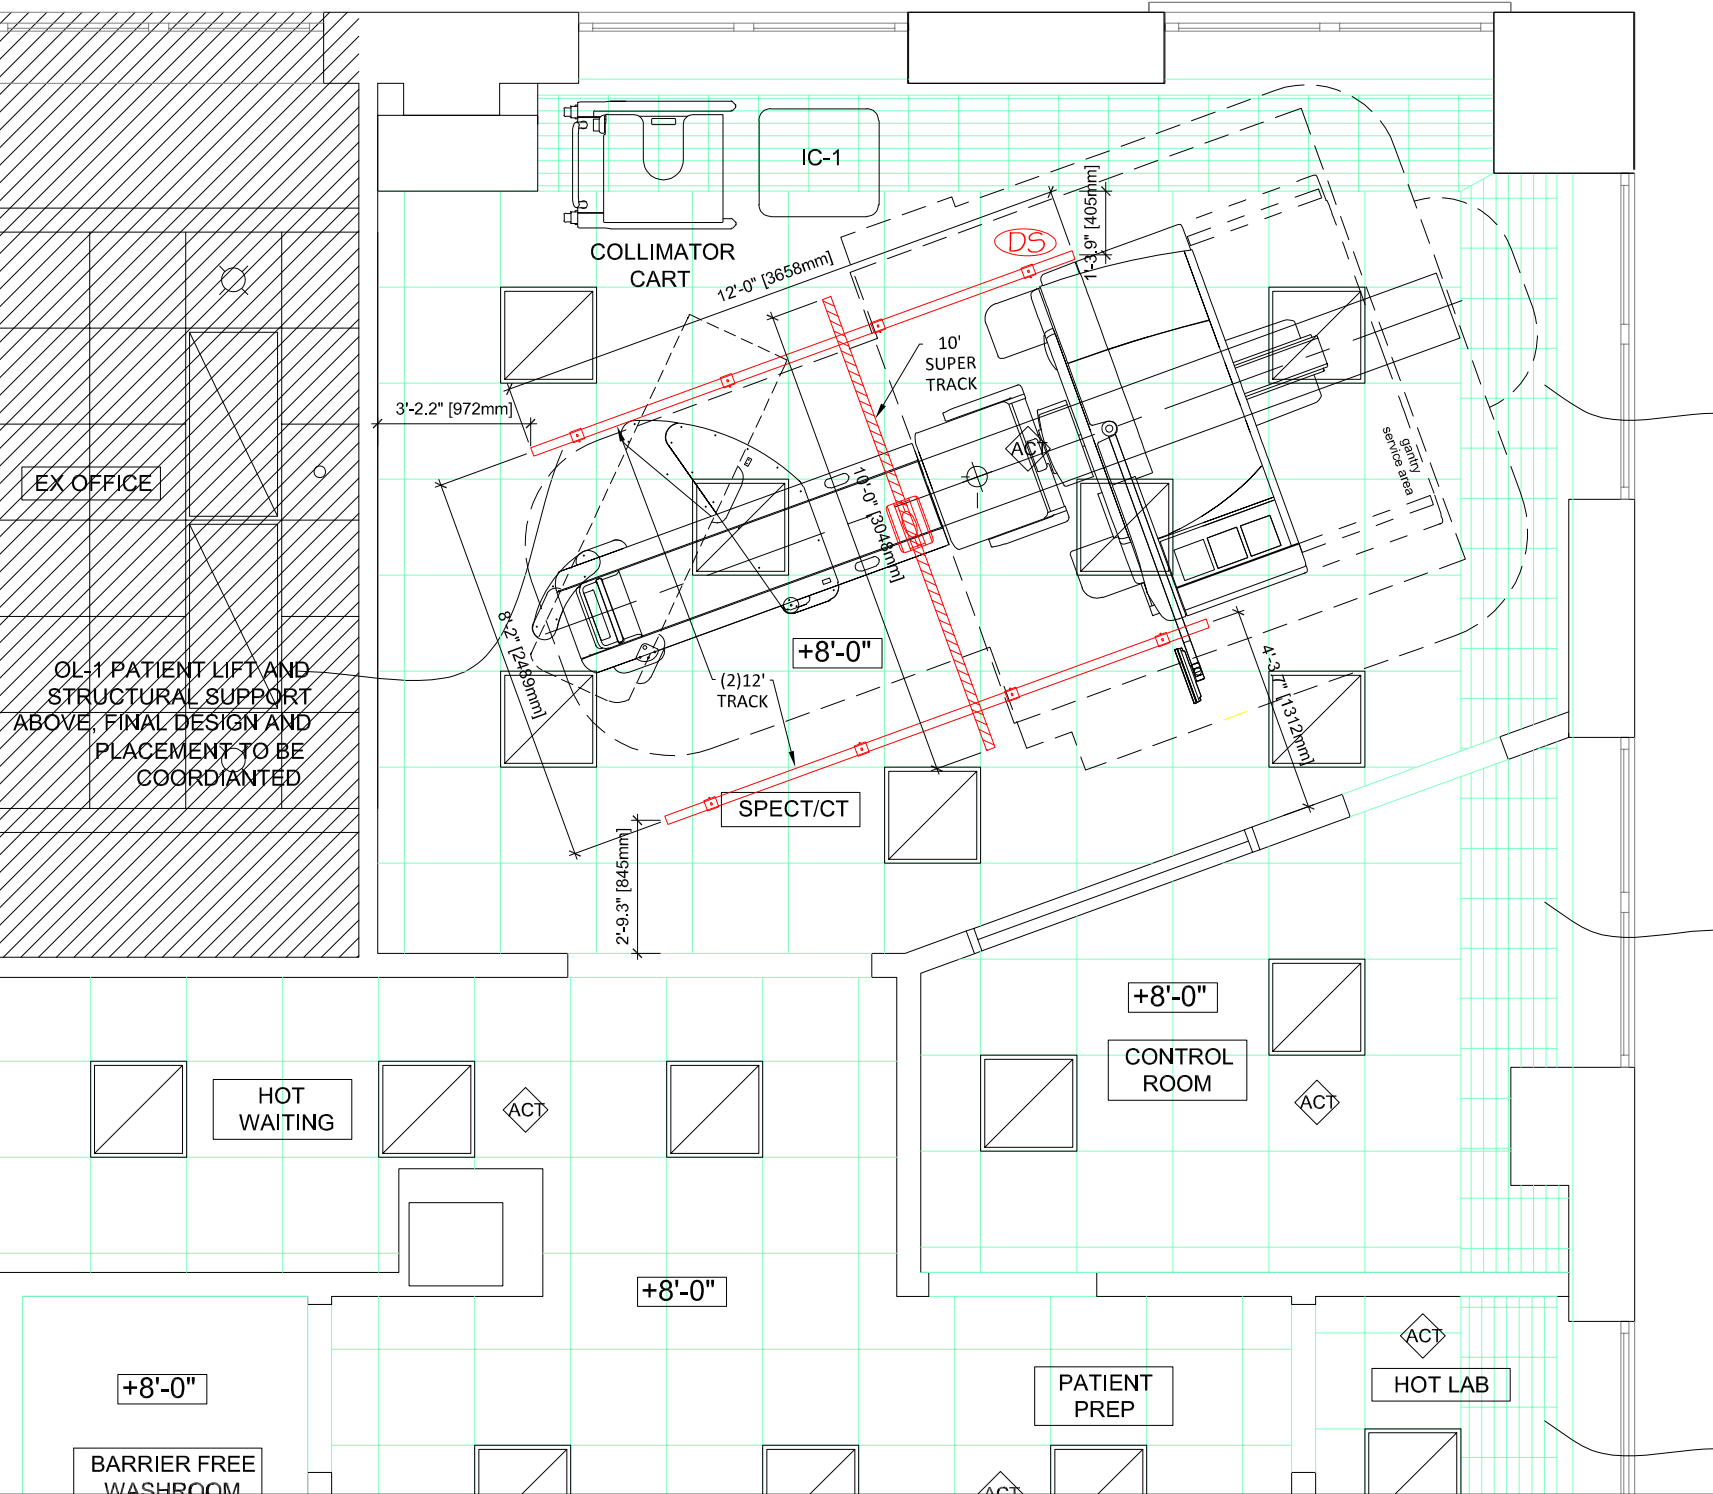 IC-1
COLLIMATOR
CART
12'-0" [3658mm]
DS
1'-3.9" [405mm]
10'
SUPER
TRACK
3'-2.2" [972mm]
ACT
gantry
service area
EX OFFICE
10'-0" [3048mm]
8'-2" [2489mm]
+8'-0"
OL-1 PATIENT LIFT AND
STRUCTURAL SUPPORT
ABOVE, FINAL DESIGN AND
PLACEMENT TO BE
COORDIANTED
(2)12'
TRACK
4'-3.7" [1312mm]
SPECT/CT
2'-9.3" [845mm]
+8'-0"
CONTROL
ROOM
HOT
WAITING
ACT
ACT
+8'-0"
ACT
+8'-0"
PATIENT
PREP
HOT LAB
BARRIER FREE
WASHROOM
ACT